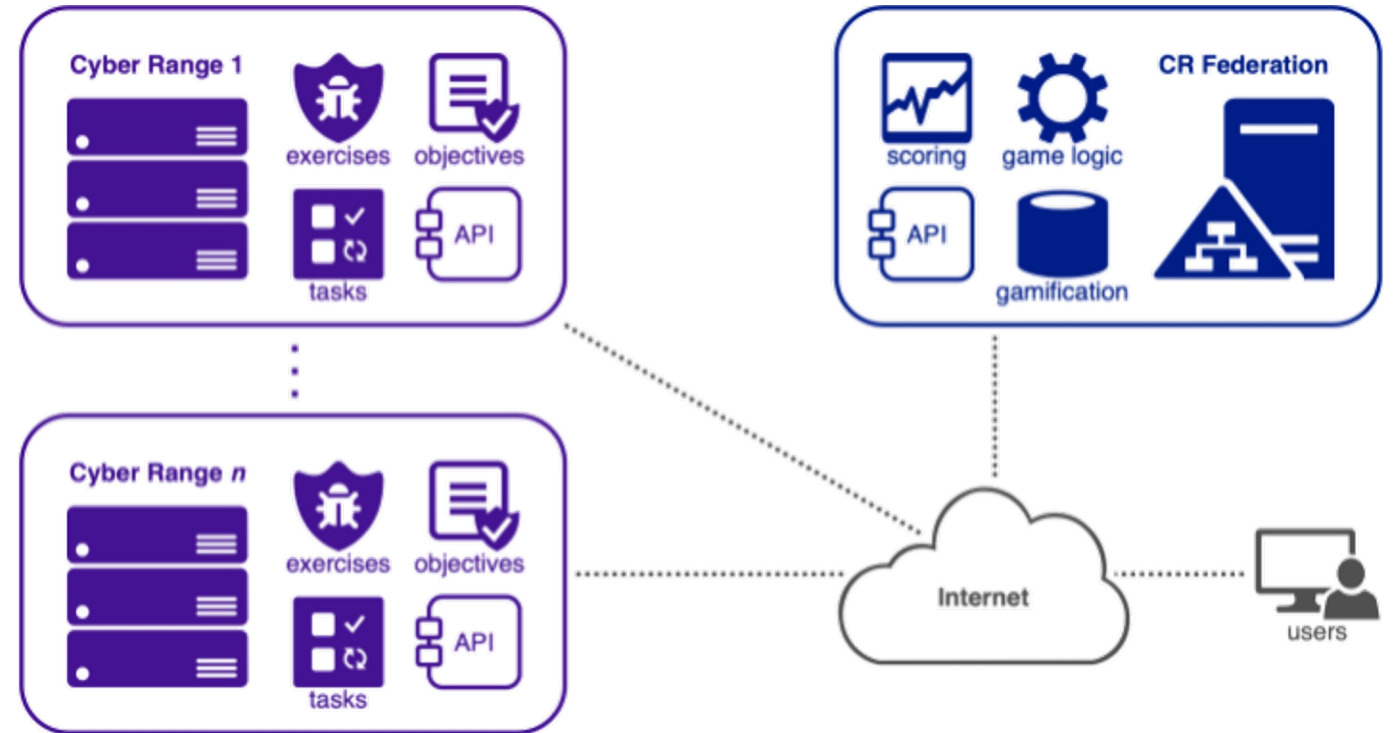 Cyber Range 1
exercises
objectives
tasks
API
CR Federation
scoring
game logic
API
gamification
Cyber Range n
exercises
objectives
tasks
API
Internet
users